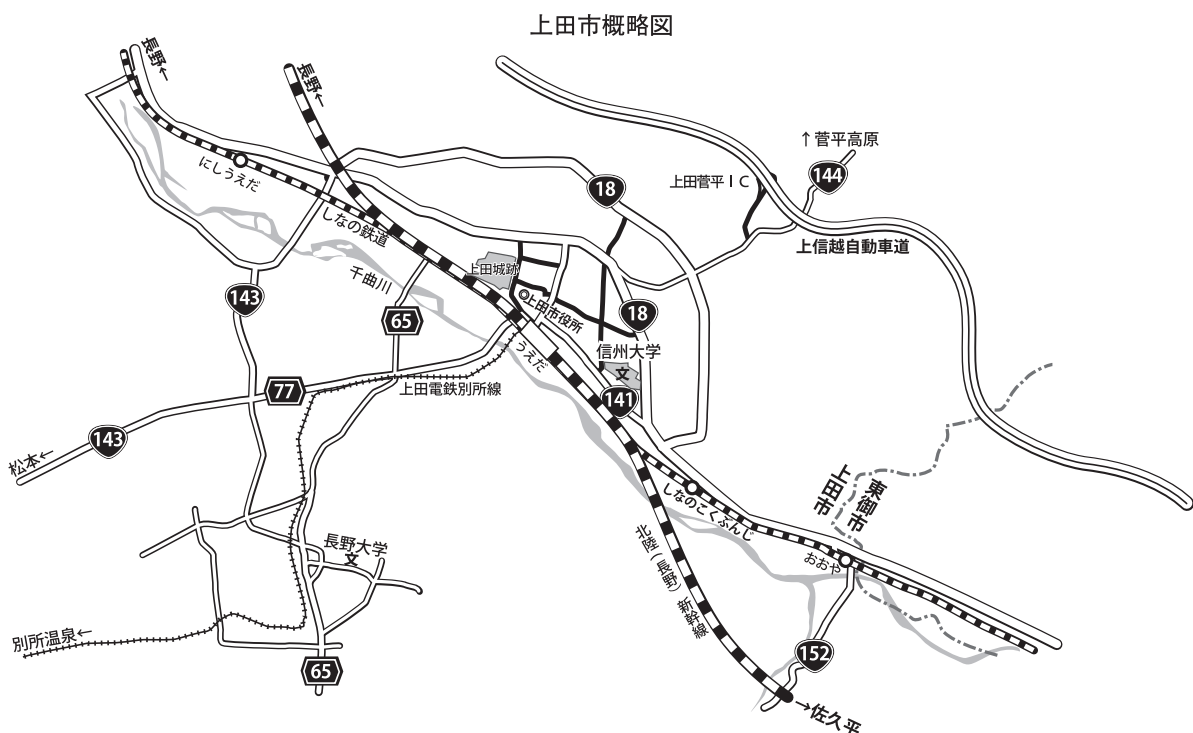 上田市概略図
長野←
長野←
↑菅平高原
144
18
上田菅平IC
にしうえだ
しなの鉄道
上信越自動車道
上田城跡
千曲川
143
上田市役所
65
18
うえだ
信州大学
文
77
上田電鉄別所線
141
143
松本←
上田市
東御市
しなのこくぶんじ
北陸(長野)新幹線
長野大学
文
おおや
別所温泉←
152
65
→佐久平